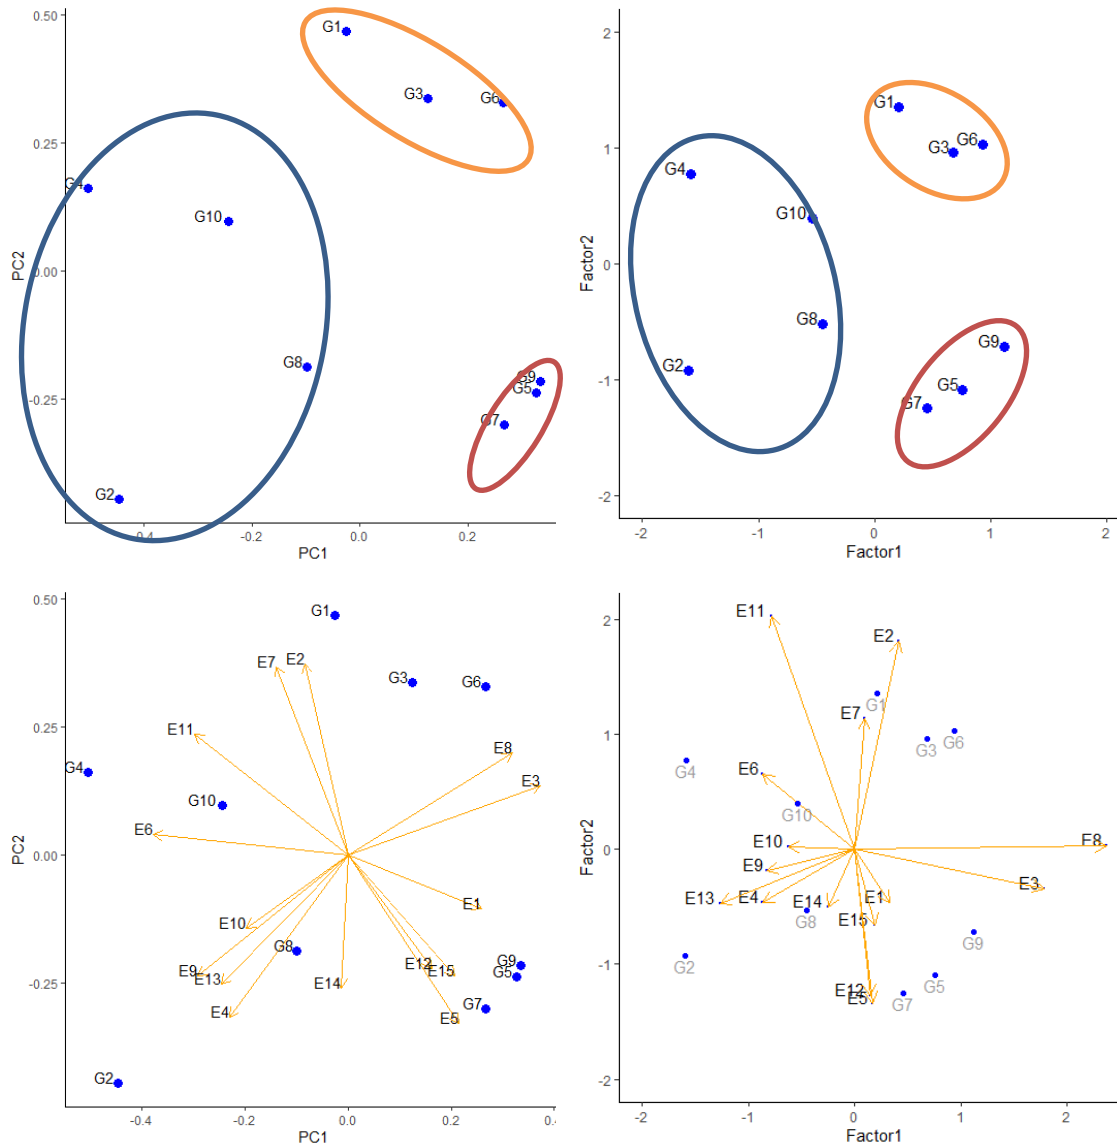 0.50
G1
G3
G6
0.25
G4
G10
PC2
0.00
G8
-0.25
G9
G5
G7
G2
-0.4
-0.2
0.0
0.2
PC1
2
G1
G6
G3
1
G4
G10
Factor2
0
G8
G9
-1
G2
G5
G7
-2
-2
-1
0
1
2
Factor1
0.50
G1
E7
E2
G3
G6
0.25
E11
E8
G4
E3
G10
E6
PC2
0.00
E1
E10
G8
E9
E13
E12
E15
G9
G5
-0.25
E14
E4
E5
G7
G2
-0.4
-0.2
0.0
0.2
0.4
PC1
2
E11
E2
G1
E7
G3
G6
1
G4
E6
G10
Factor2
0
E10
E8
E9
E3
E13
E4
E14
E1
G8
E15
G9
G2
-1
E12
E5
G7
G5
-2
-2
-1
0
1
2
Factor1